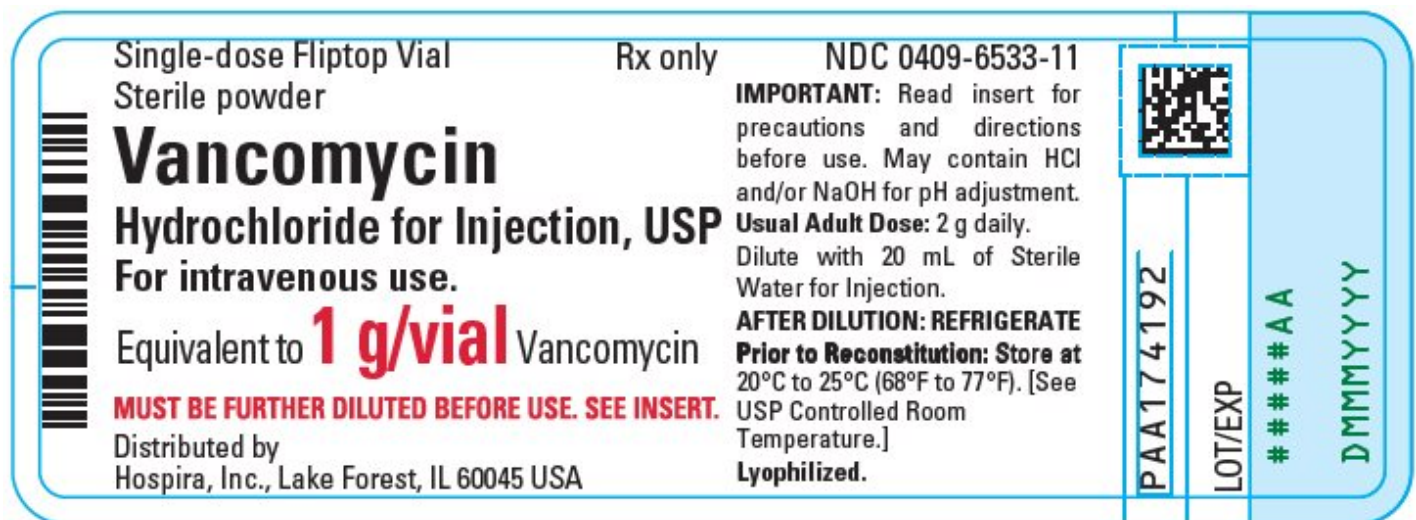 Single-dose Fliptop Vial
Sterile powder
Rx only
Vancomycin
Hydrochloride for Injection, USP
For intravenous use.
Equivalent to 1 g/vial Vancomycin
MUST BE FURTHER DILUTED BEFORE USE. SEE INSERT.
Distributed by
Hospira, Inc., Lake Forest, IL 60045 USA
NDC 0409-6533-11
IMPORTANT: Read insert for
precautions and directions
before use. May contain HCl
and/or NaOH for pH adjustment.
Usual Adult Dose: 2 g daily.
Dilute with 20 mL of Sterile
Water for Injection.
AFTER DILUTION: REFRIGERATE
Prior to Reconstitution: Store at
20°C to 25°C (68°F to 77°F). [See
USP Controlled Room
Temperature.]
Lyophilized.
PAA174192
LOT/EXP
#####AA
DMMMYYYY